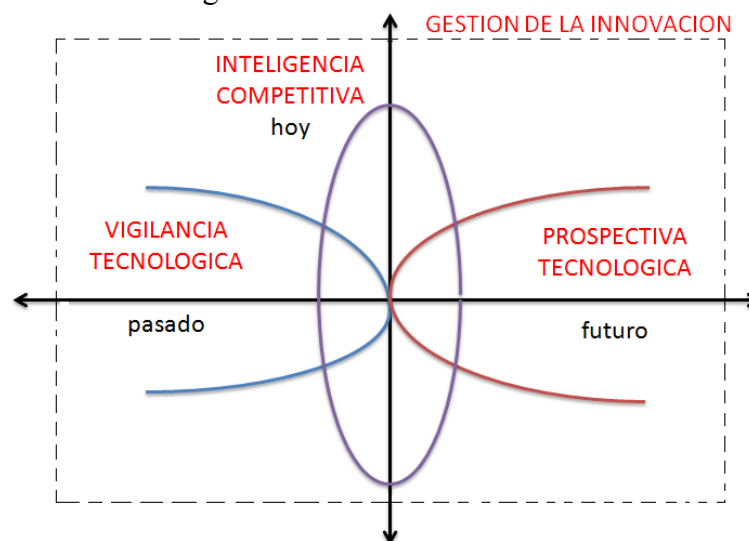 GESTION DE LA INNOVACION
INTELIGENCIA
COMPETITIVA
hoy
VIGILANCIA
TECNOLOGICA
PROSPECTIVA
TECNOLOGICA
pasado
futuro